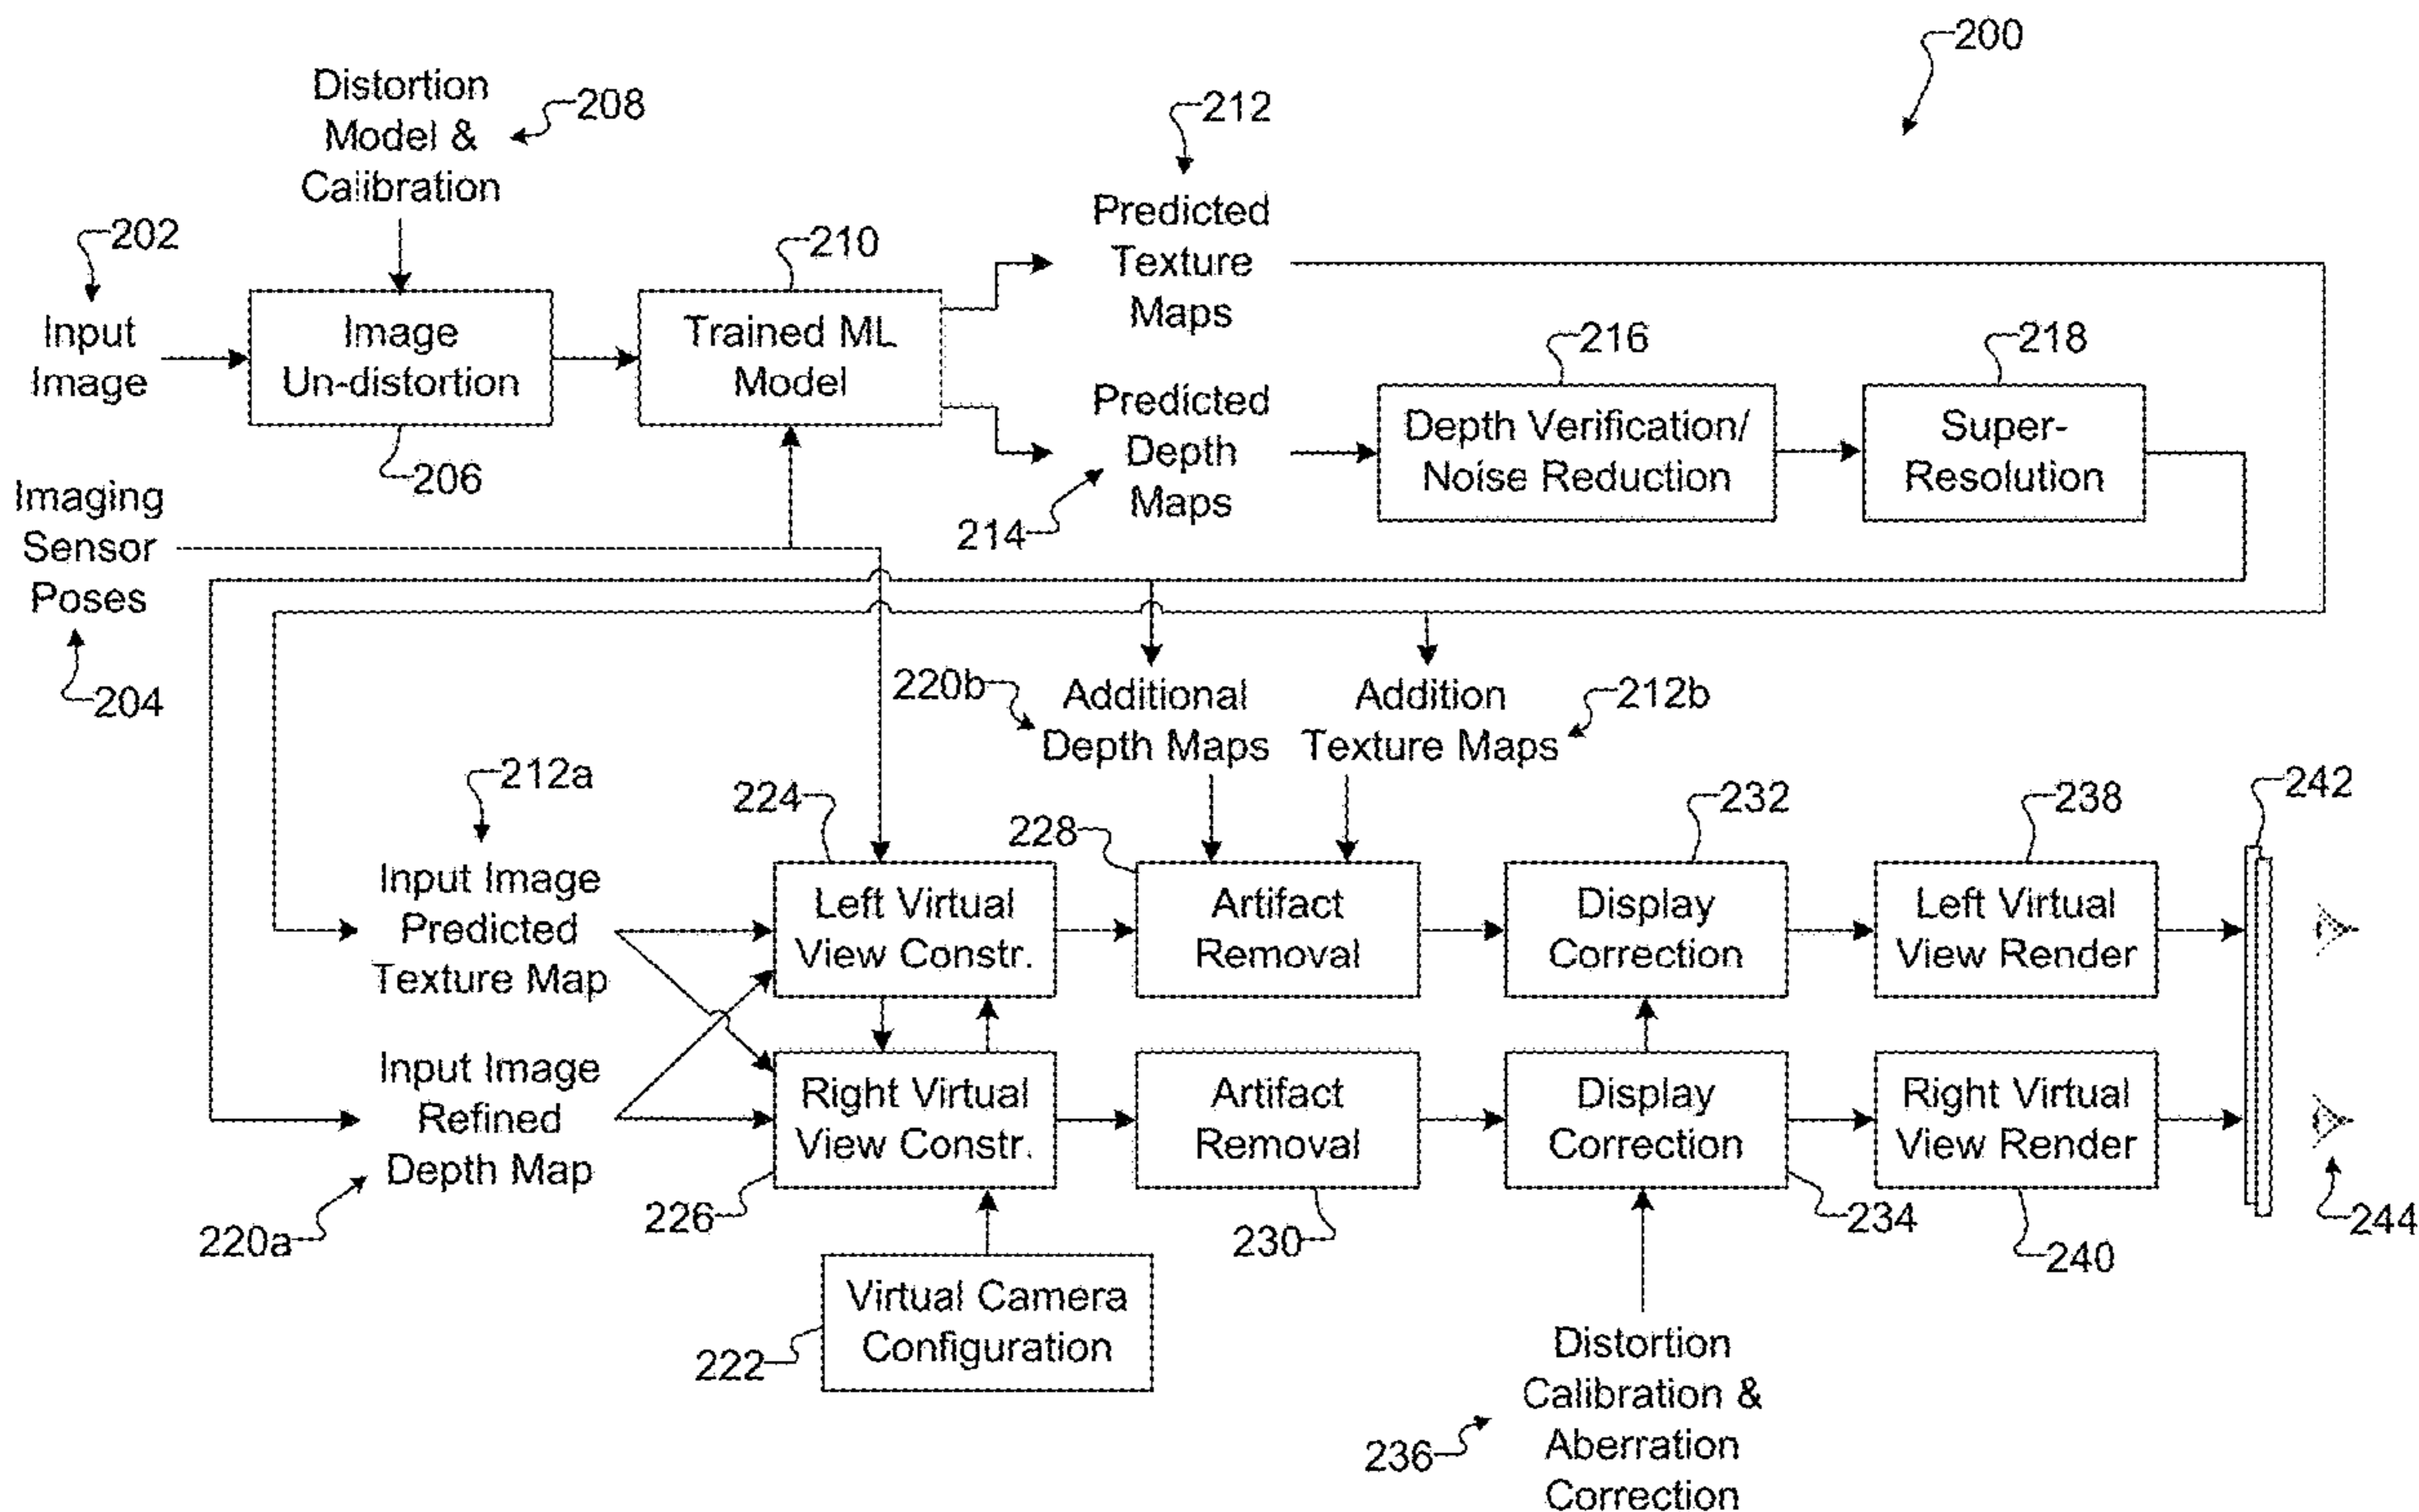 200
Distortion
Model &
Calibration
208
212
202
210
Predicted
Texture
Maps
Input
Image
Image
Un-distortion
Trained ML
Model
216
218
206
Predicted
Depth
Maps
214
Depth Verification/
Noise Reduction
Super-
Resolution
Imaging
Sensor
Poses
204
220b
Additional
Depth Maps
Addition
Texture Maps
212b
212a
224
228
232
238
242
Input Image
Predicted
Texture Map
Left Virtual
View Constr.
Artifact
Removal
Display
Correction
Left Virtual
View Render
Input Image
Refined
Depth Map
Right Virtual
View Constr.
Artifact
Removal
Display
Correction
Right Virtual
View Render
220a
226
230
234
240
244
Virtual Camera
Configuration
222
Distortion
Calibration &
Aberration
Correction
236